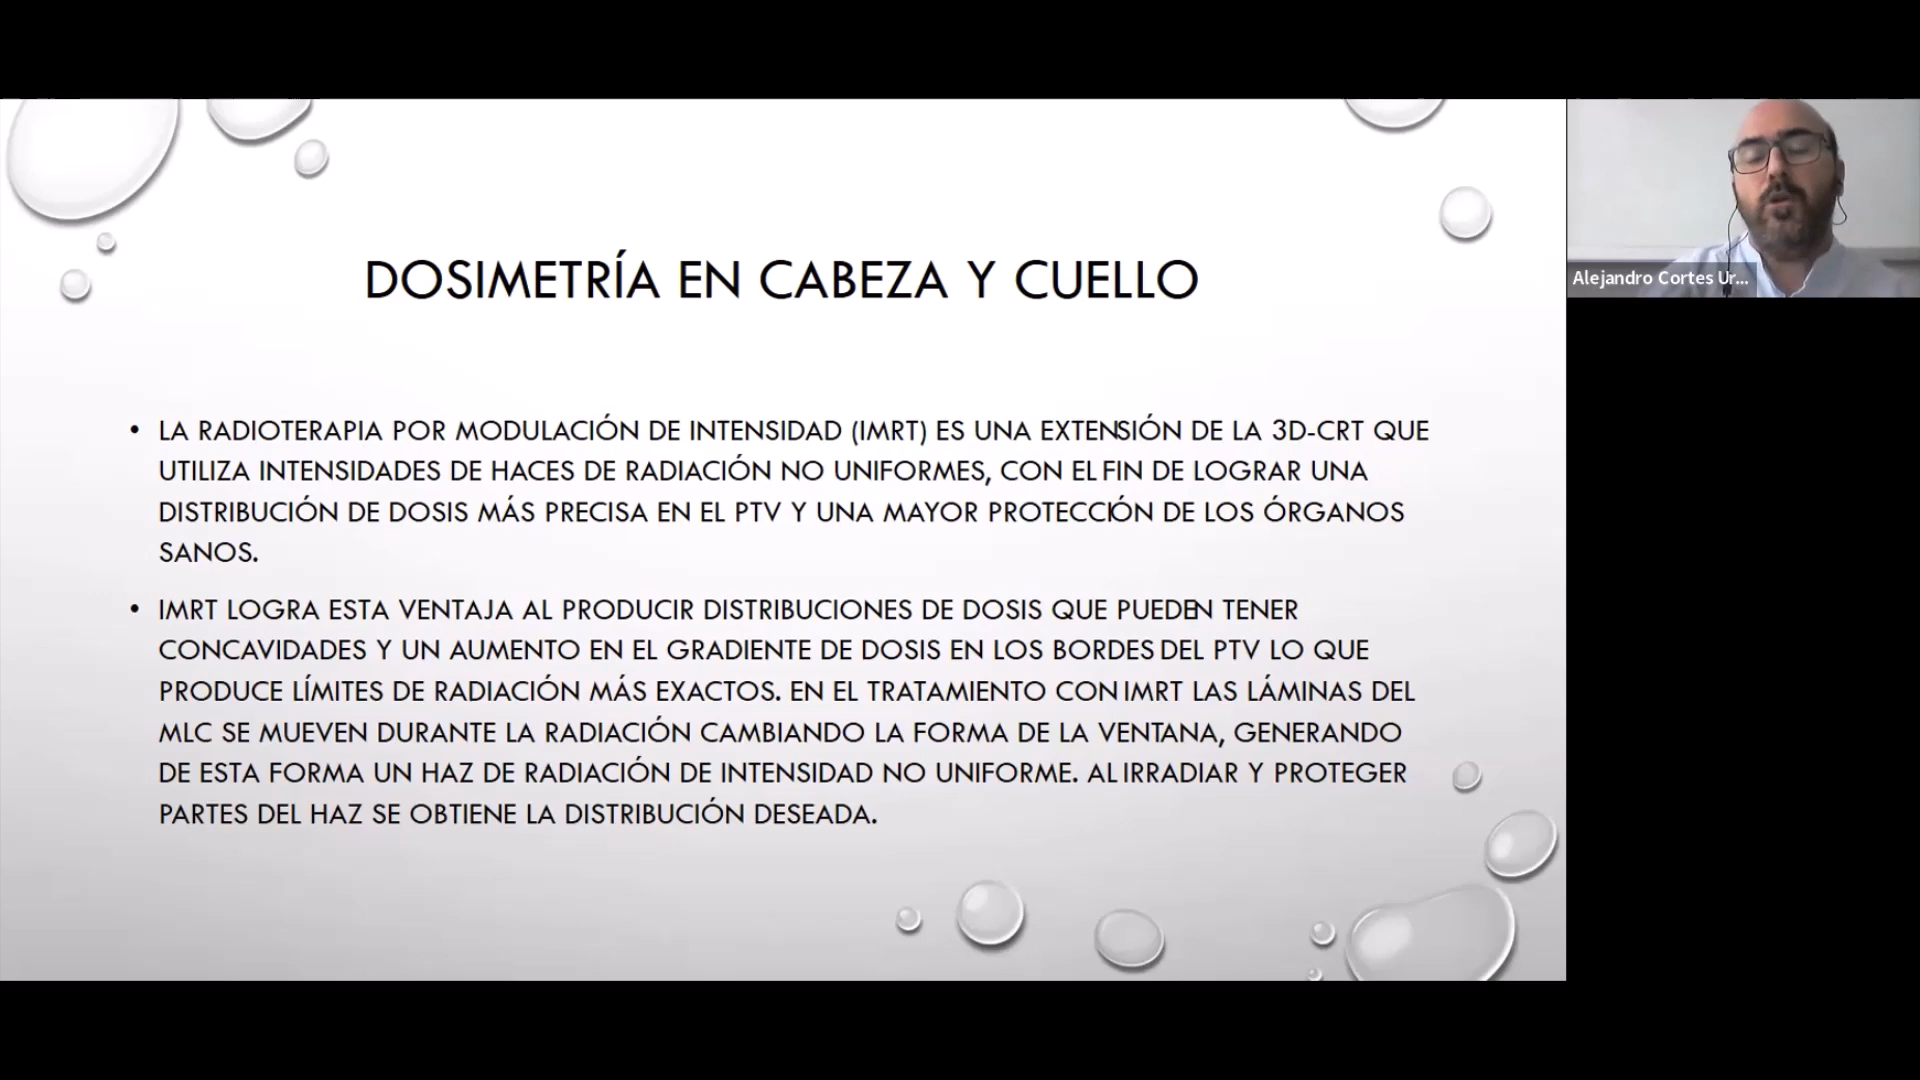 DOSIMETRÍA EN CABEZA Y CUELLO
• LA RADIOTERAPIA POR MODULACIÓN DE INTENSIDAD (IMRT) ES UNA EXTENSIÓN DE LA 3D-CRT QUE
UTILIZA INTENSIDADES DE HACES DE RADIACIÓN NO UNIFORMES, CON EL FIN DE LOGRAR UNA
DISTRIBUCIÓN DE DOSIS MÁS PRECISA EN EL PTV Y UNA MAYOR PROTECCIÓN DE LOS ÓRGANOS
SANOS.
• IMRT LOGRA ESTA VENTAJA AL PRODUCIR DISTRIBUCIONES DE DOSIS QUE PUEDEN TENER
CONCAVIDADES Y UN AUMENTO EN EL GRADIENTE DE DOSIS EN LOS BORDES DEL PTV LO QUE
PRODUCE LÍMITES DE RADIACIÓN MÁS EXACTOS. EN EL TRATAMIENTO CON IMRT LAS LÁMINAS DEL
MLC SE MUEVEN DURANTE LA RADIACIÓN CAMBIANDO LA FORMA DE LA VENTANA, GENERANDO
DE ESTA FORMA UN HAZ DE RADIACIÓN DE INTENSIDAD NO UNIFORME. AL IRRADIAR Y PROTEGER
PARTES DEL HAZ SE OBTIENE LA DISTRIBUCIÓN DESEADA.
Alejandro Cortes Ur...